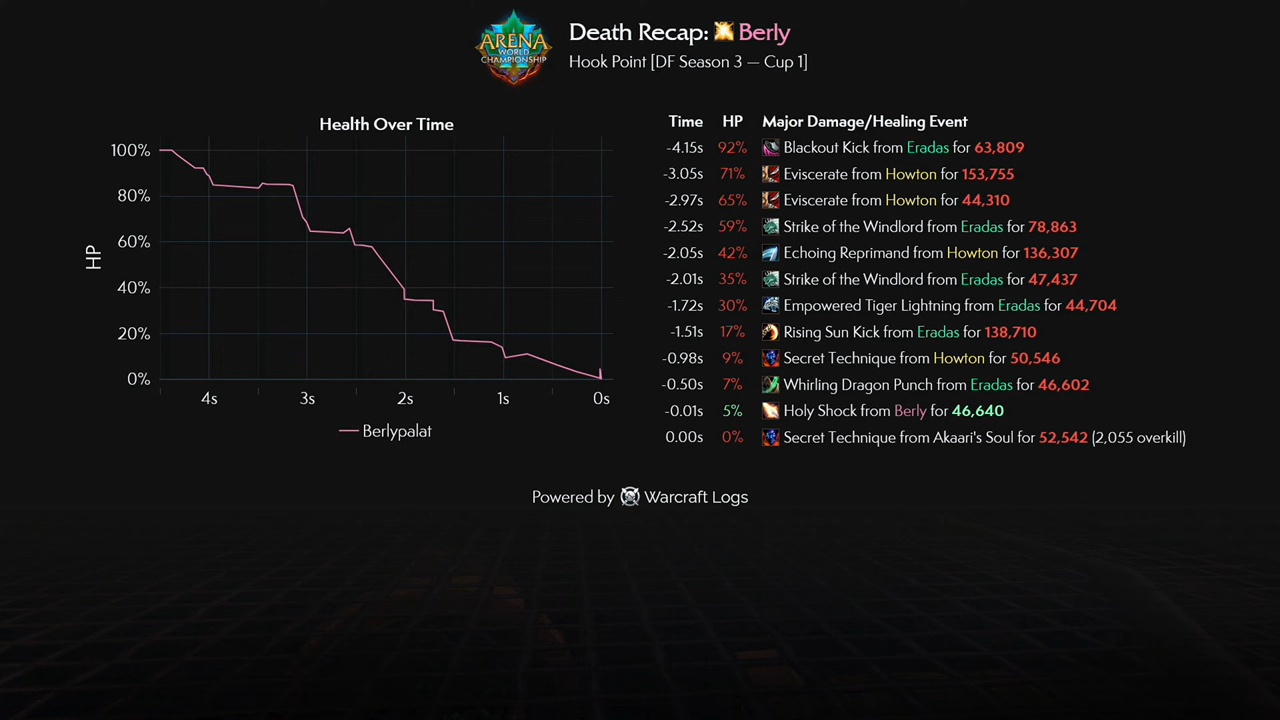 ARENA
WORLD
CHAMPIONSHIP
Death Recap: Berly
Hook Point [DF Season 3 — Cup 1]
Health Over Time
100%
80%
60%
40%
20%
0%
HP
4s 3s 2s 1s 0s
Berlypalat
Time HP Major Damage/Healing Event
-4.15s 92% Blackout Kick from Eradas for 63,809
-3.05s 71% Eviscerate from Howton for 153,755
-2.97s 65% Eviscerate from Howton for 44,310
-2.52s 59% Strike of the Windlord from Eradas for 78,863
-2.05s 42% Echoing Reprimand from Howton for 136,307
-2.01s 35% Strike of the Windlord from Eradas for 47,437
-1.72s 30% Empowered Tiger Lightning from Eradas for 44,704
-1.51s 17% Rising Sun Kick from Eradas for 138,710
-0.98s 9% Secret Technique from Howton for 50,546
-0.50s 7% Whirling Dragon Punch from Eradas for 46,602
-0.01s 5% Holy Shock from Berly for 46,640
0.00s 0% Secret Technique from Akaari's Soul for 52,542 (2,055 overkill)
Powered by Warcraft Logs